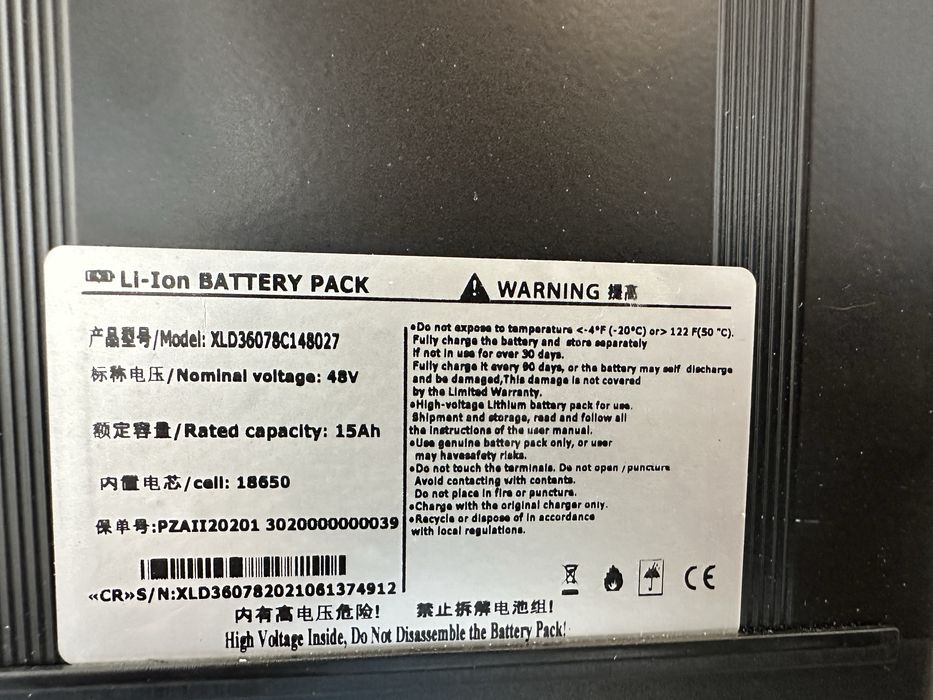 Li-Ion BATTERY PACK
产品型号/Model: XLD36078C148027
标称电压/Nominal voltage: 48V
额定容量/Rated capacity: 15Ah
内置电芯/cell: 18650
保单号:PZAII20201 3020000000039
«CR»S/N:XLD360782021061374912
WARNING 提高
•Do not expose to temperature <-4°F (-20°C) or> 122 F(50 °C).
Fully charge the battery and store separately
if not in use for over 30 days.
Fully charge it every 90 days, or the battery may self discharge
and be damaged,This damage is not covered
by the Limited Warranty.
•High-voltage Lithium battery pack for use.
Shipment and storage, read and follow all
the instructions of the user manual.
•Use genuine battery pack only, or user
may havesafety risks.
•Do not touch the terminals. Do not open /puncture
Avoid contacting with contents.
Do not place in fire or puncture.
•Charge with the original charger only.
•Recycle or dispose of in accordance
with local regulations.
CE
内有高电压危险! 禁止拆解电池组!
High Voltage Inside, Do Not Disassemble the Battery Pack!